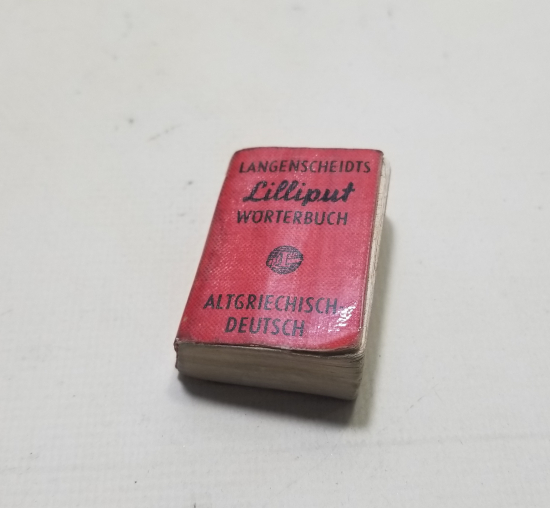 LANGENSCHEIDTS
Lilliput
WÖRTERBUCH
ALTGRIECHISCH-
DEUTSCH